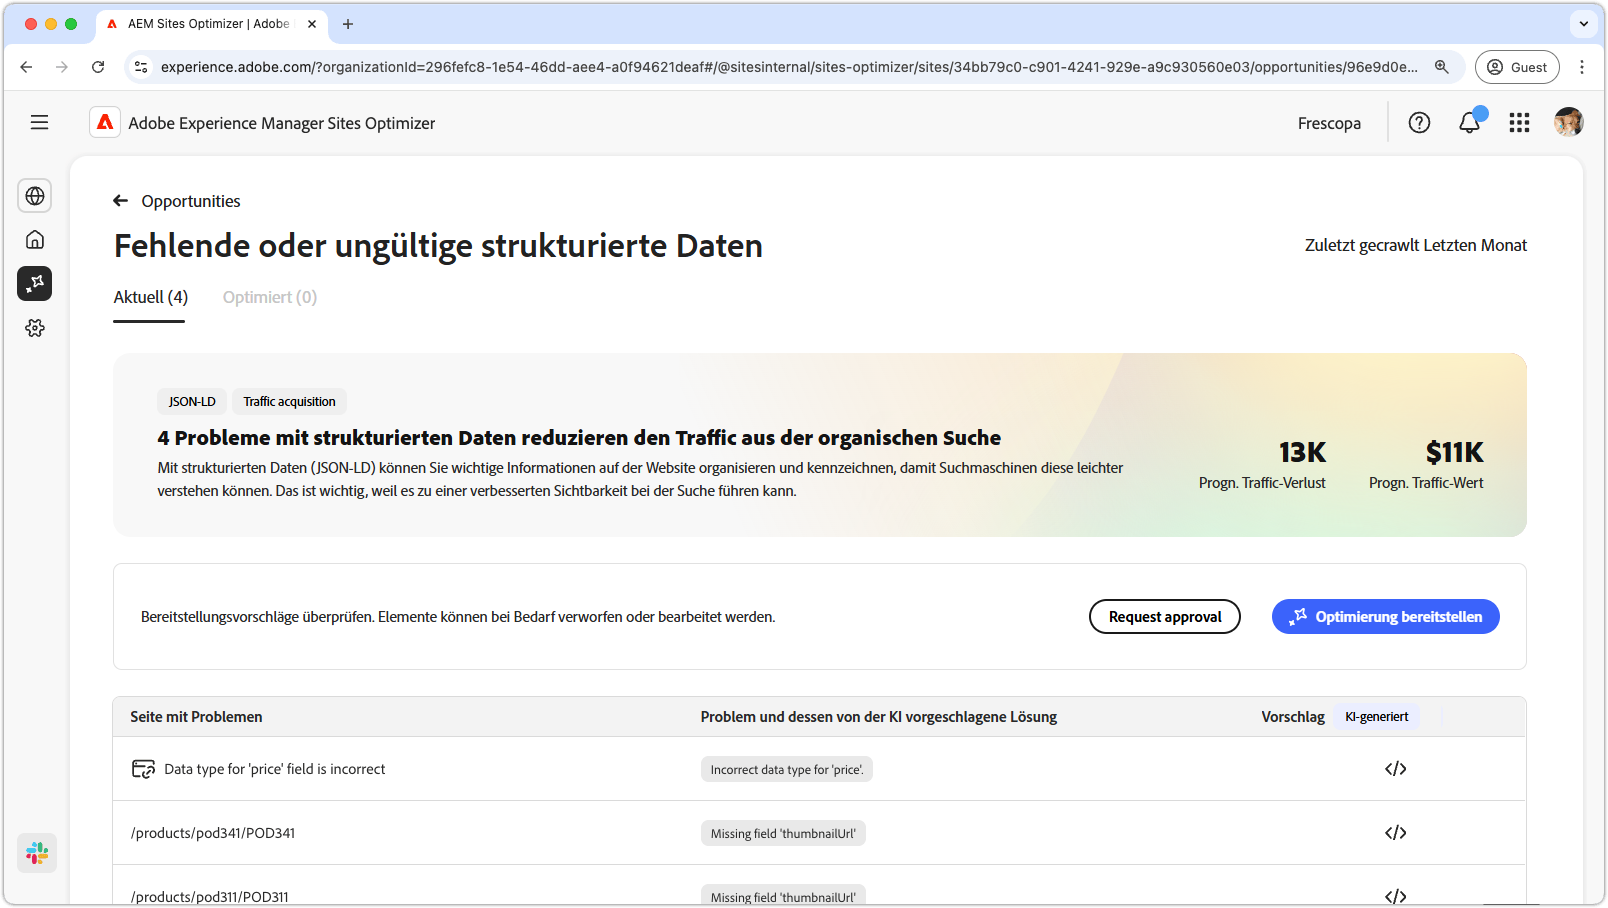 AEM Sites Optimizer | Adobe
experience.adobe.com/?organizationId=296fefc8-1e54-46dd-aee4-a0f94621deaf#/@sitesinternal/sites-optimizer/sites/34bb79c0-c901-4241-929e-a9c930560e03/opportunities/96e9d0e...
Guest
Adobe Experience Manager Sites Optimizer
Frescopa
Opportunities
Fehlende oder ungültige strukturierte Daten
Zuletzt gecrawlt Letzten Monat
Aktuell (4)
Optimiert (0)
JSON-LD
Traffic acquisition
4 Probleme mit strukturierten Daten reduzieren den Traffic aus der organischen Suche
Mit strukturierten Daten (JSON-LD) können Sie wichtige Informationen auf der Website organisieren und kennzeichnen, damit Suchmaschinen diese leichter
verstehen können. Das ist wichtig, weil es zu einer verbesserten Sichtbarkeit bei der Suche führen kann.
13K
Progn. Traffic-Verlust
$11K
Progn. Traffic-Wert
Bereitstellungsvorschläge überprüfen. Elemente können bei Bedarf verworfen oder bearbeitet werden.
Request approval
Optimierung bereitstellen
Seite mit Problemen
Problem und dessen von der KI vorgeschlagene Lösung
Vorschlag
KI-generiert
Data type for 'price' field is incorrect
Incorrect data type for 'price'.
/products/pod341/POD341
Missing field 'thumbnailUrl'
/products/pod311/POD311
Missing field 'thumbnailUrl'